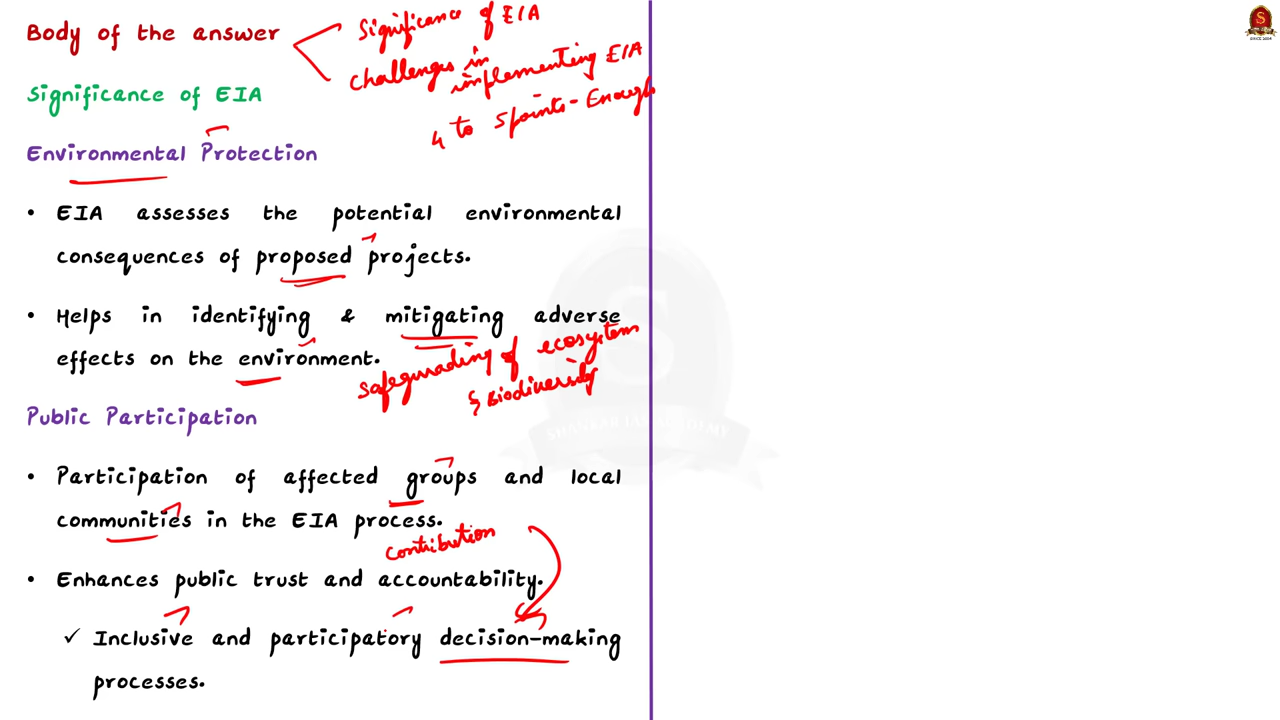 Body of the answer
Significance of EIA
challenges in
implementing EIA
4 to 5 points - Enough
Significance of EIA
Environmental Protection
• EIA assesses the potential environmental
consequences of proposed projects.
• Helps in identifying & mitigating adverse
effects on the environment.
Safeguarding of ecosystem
& Biodiversity
Public Participation
• Participation of affected groups and local
communities in the EIA process.
contribution
• Enhances public trust and accountability.
✓ Inclusive and participatory decision-making
processes.
SHANKAR IAS ACADEMY